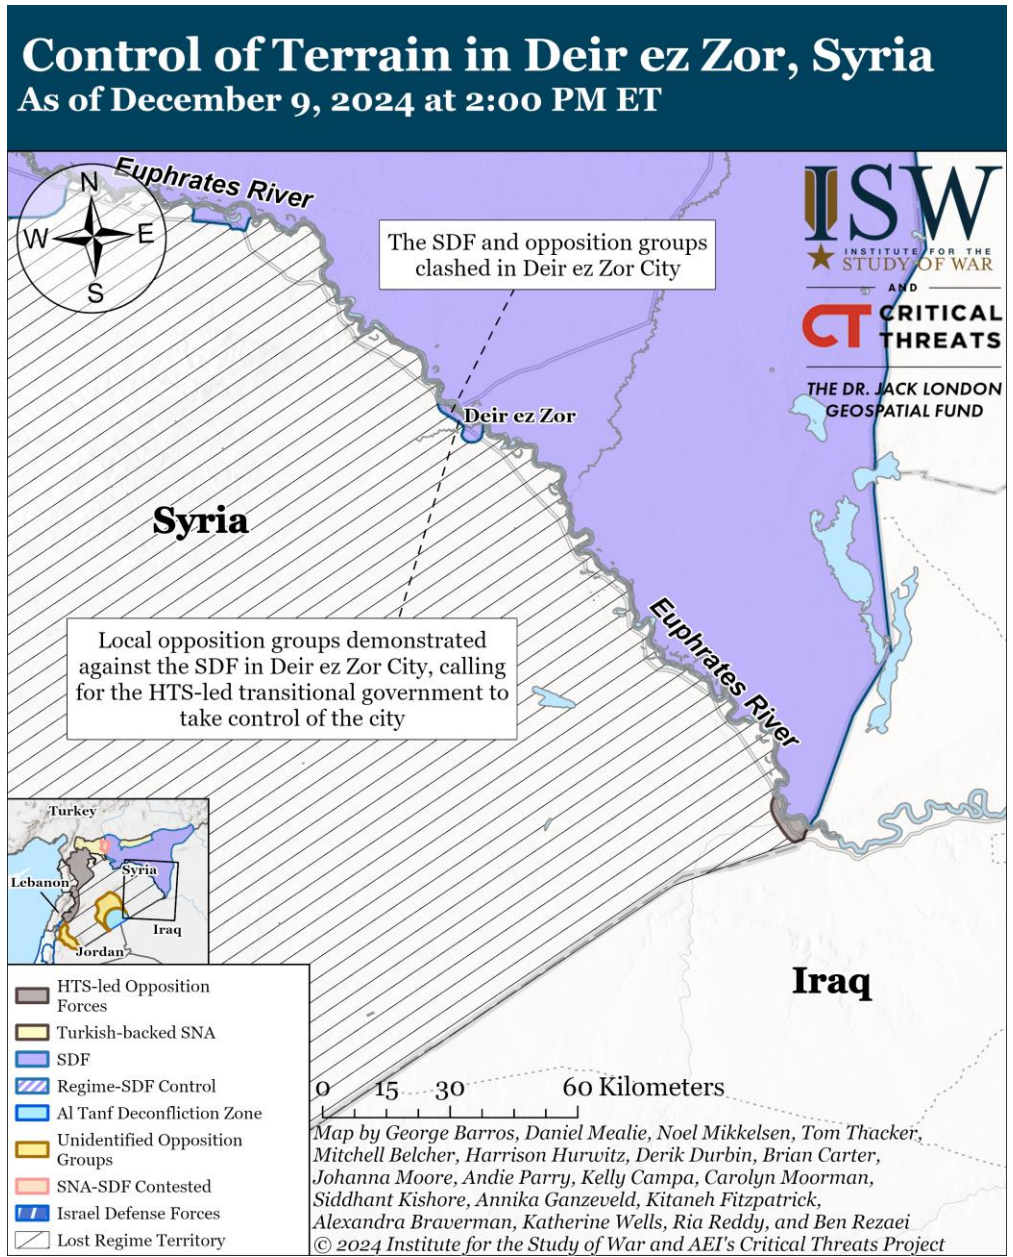 Control of Terrain in Deir ez Zor, Syria
As of December 9, 2024 at 2:00 PM ET
Euphrates River
N
W
E
S
The SDF and opposition groups
clashed in Deir ez Zor City
ISW
INSTITUTE FOR THE
STUDY OF WAR
AND
CT CRITICAL
THREATS
THE DR. JACK LONDON
GEOSPATIAL FUND
Deir ez Zor
Syria
Euphrates River
Local opposition groups demonstrated
against the SDF in Deir ez Zor City, calling
for the HTS-led transitional government to
take control of the city
Turkey
Syria
Lebanon
Iraq
Jordan
Iraq
HTS-led Opposition
Forces
Turkish-backed SNA
SDF
Regime-SDF Control
Al Tanf Deconfliction Zone
Unidentified Opposition
Groups
SNA-SDF Contested
Israel Defense Forces
Lost Regime Territory
0 15 30 60 Kilometers
Map by George Barros, Daniel Mealie, Noel Mikkelsen, Tom Thacker,
Mitchell Belcher, Harrison Hurwitz, Derik Durbin, Brian Carter,
Johanna Moore, Andie Parry, Kelly Campa, Carolyn Moorman,
Siddhant Kishore, Annika Ganzeveld, Kitaneh Fitzpatrick,
Alexandra Braverman, Katherine Wells, Ria Reddy, and Ben Rezaei
© 2024 Institute for the Study of War and AEI's Critical Threats Project